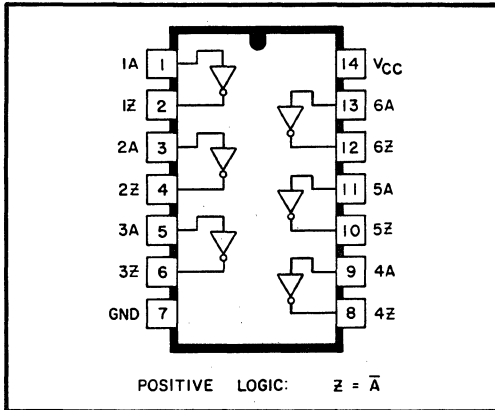 1A 1 14 VCC
1Z 2 13 6A
2A 3 12 6Z
2Z 4 11 5A
3A 5 10 5Z
3Z 6 9 4A
GND 7 8 4Z
POSITIVE LOGIC: Z = A̅